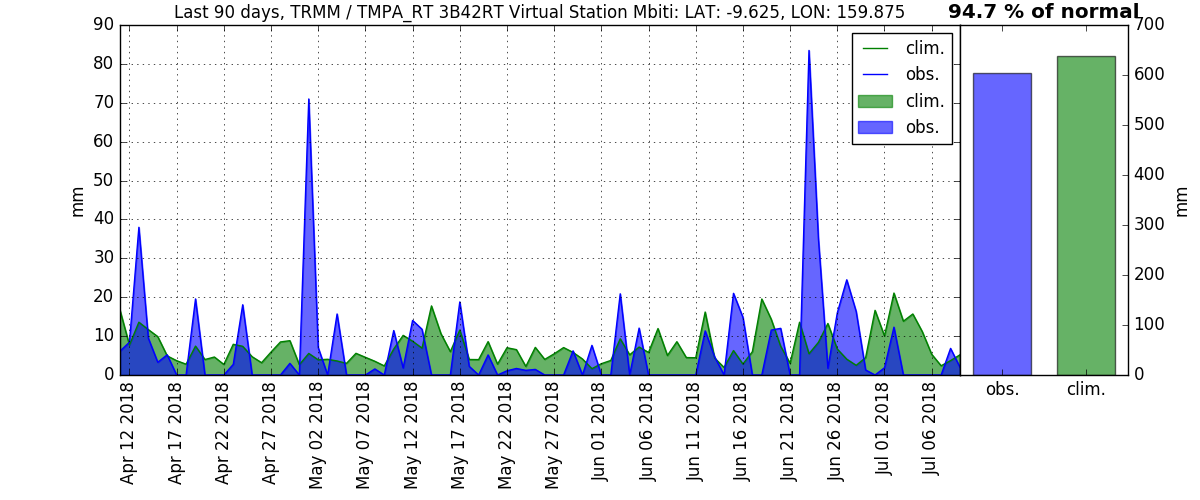 Last 90 days, TRMM / TMPA_RT 3B42RT Virtual Station Mbiti: LAT: -9.625, LON: 159.875
94.7 % of normal
90
80
70
60
50
40
30
20
10
0
mm
clim.
obs.
clim.
obs.
700
600
500
400
300
200
100
0
mm
Apr 12 2018
Apr 17 2018
Apr 22 2018
Apr 27 2018
May 02 2018
May 07 2018
May 12 2018
May 17 2018
May 22 2018
May 27 2018
Jun 01 2018
Jun 06 2018
Jun 11 2018
Jun 16 2018
Jun 21 2018
Jun 26 2018
Jul 01 2018
Jul 06 2018
obs.
clim.